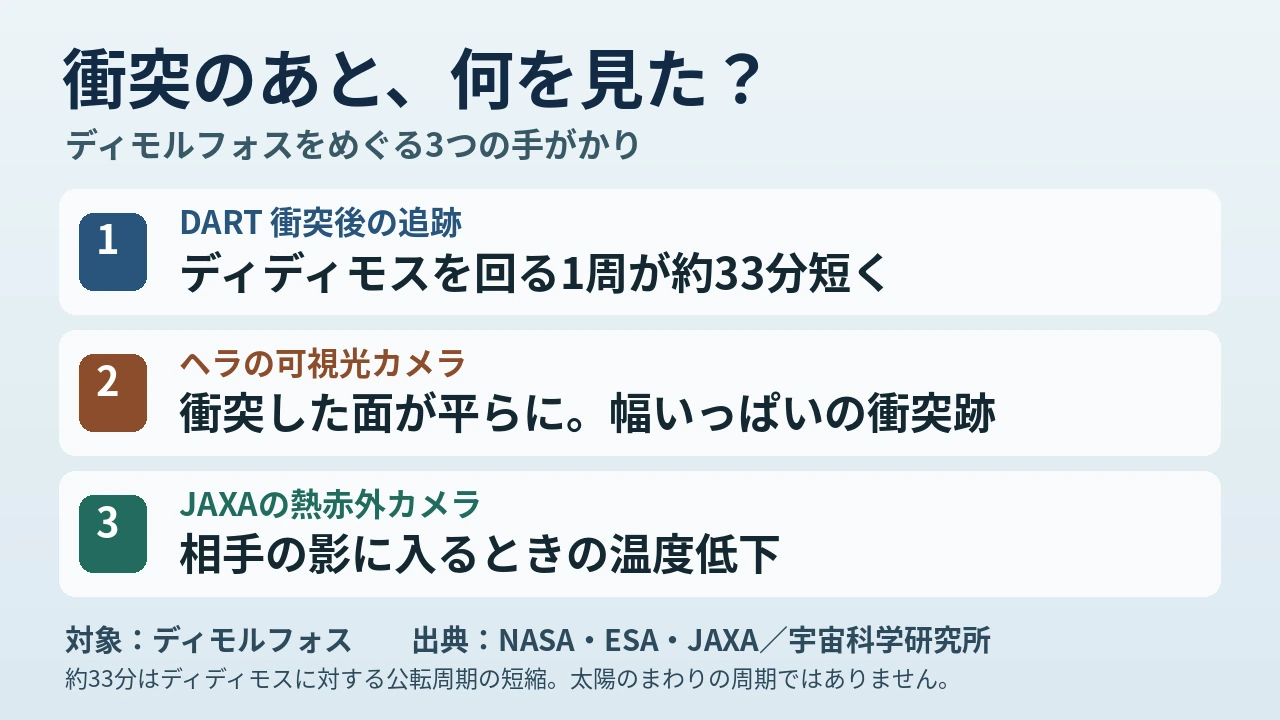 衝突のあと、何を見た？
ディモルフォスをめぐる3つの手がかり
1
DART 衝突後の追跡
ディディモスを回る1周が約33分短く
2
ヘラの可視光カメラ
衝突した面が平らに。幅いっぱいの衝突跡
3
JAXAの熱赤外カメラ
相手の影に入るときの温度低下
対象：ディモルフォス　　出典：NASA・ESA・JAXA／宇宙科学研究所
約33分はディディモスに対する公転周期の短縮。太陽のまわりの周期ではありません。